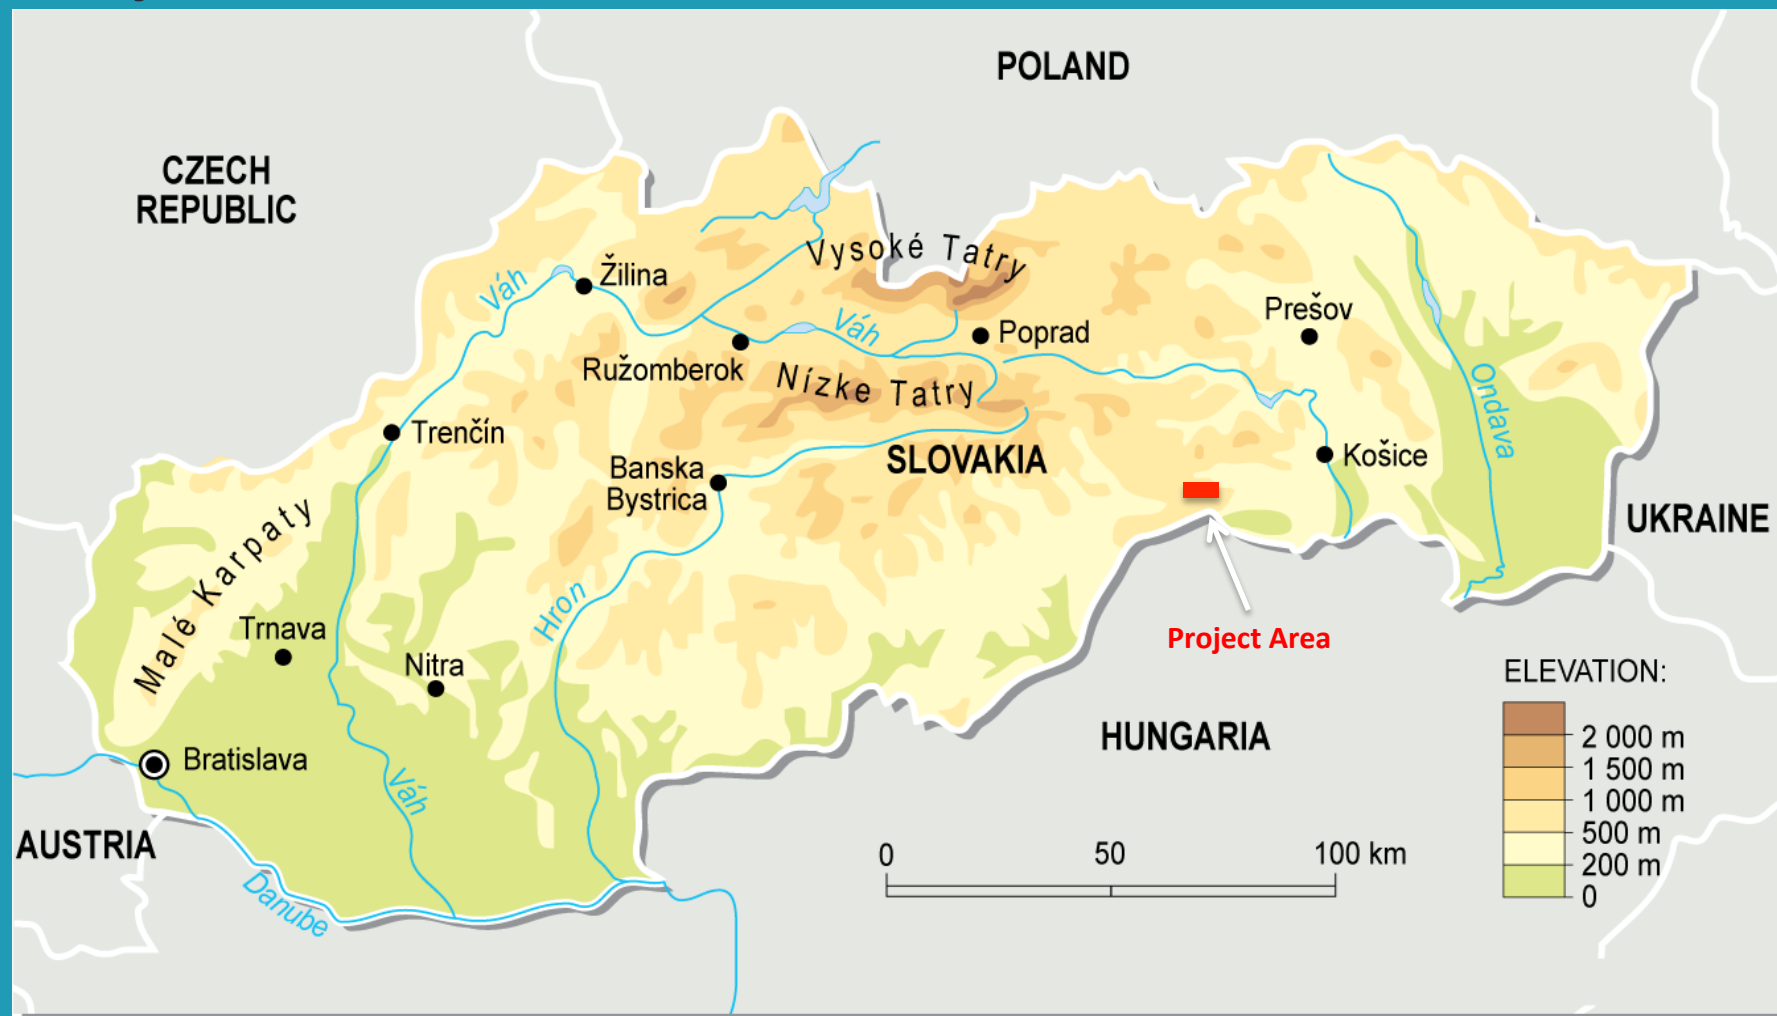 POLAND
CZECH
REPUBLIC
Vysoké Tatry
Váh
Žilina
Prešov
Váh
Poprad
Ružomberok
Nízke Tatry
Ondava
Trenčín
SLOVAKIA
Košice
Banska
Bystrica
Malé Karpaty
UKRAINE
Hron
Trnava
Project Area
Nitra
ELEVATION:
2 000 m
1 500 m
1 000 m
500 m
200 m
0
HUNGARIA
Bratislava
Váh
AUSTRIA
0 50 100 km
Danube